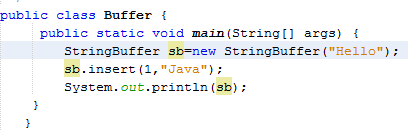 public class Buffer {
public static void main(String[] args) {
StringBuffer sb=new StringBuffer("Hello");
sb.insert(1,"Java");
System.out.println(sb);
}
}